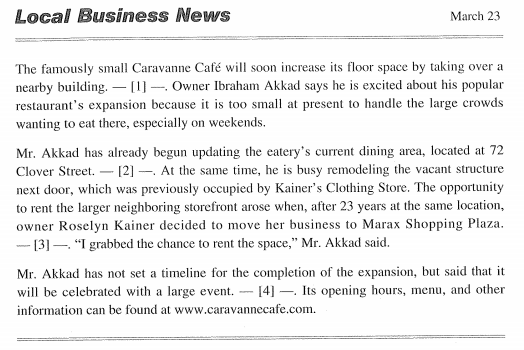 Local Business News
March 23
The famously small Caravanne Café will soon increase its floor space by taking over a
nearby building. — [1] —. Owner Ibraham Akkad says he is excited about his popular
restaurant's expansion because it is too small at present to handle the large crowds
wanting to eat there, especially on weekends.
Mr. Akkad has already begun updating the eatery's current dining area, located at 72
Clover Street. — [2] —. At the same time, he is busy remodeling the vacant structure
next door, which was previously occupied by Kainer's Clothing Store. The opportunity
to rent the larger neighboring storefront arose when, after 23 years at the same location,
owner Roselyn Kainer decided to move her business to Marax Shopping Plaza.
— [3] —. “I grabbed the chance to rent the space,” Mr. Akkad said.
Mr. Akkad has not set a timeline for the completion of the expansion, but said that it
will be celebrated with a large event. — [4] —. Its opening hours, menu, and other
information can be found at www.caravannecafe.com.